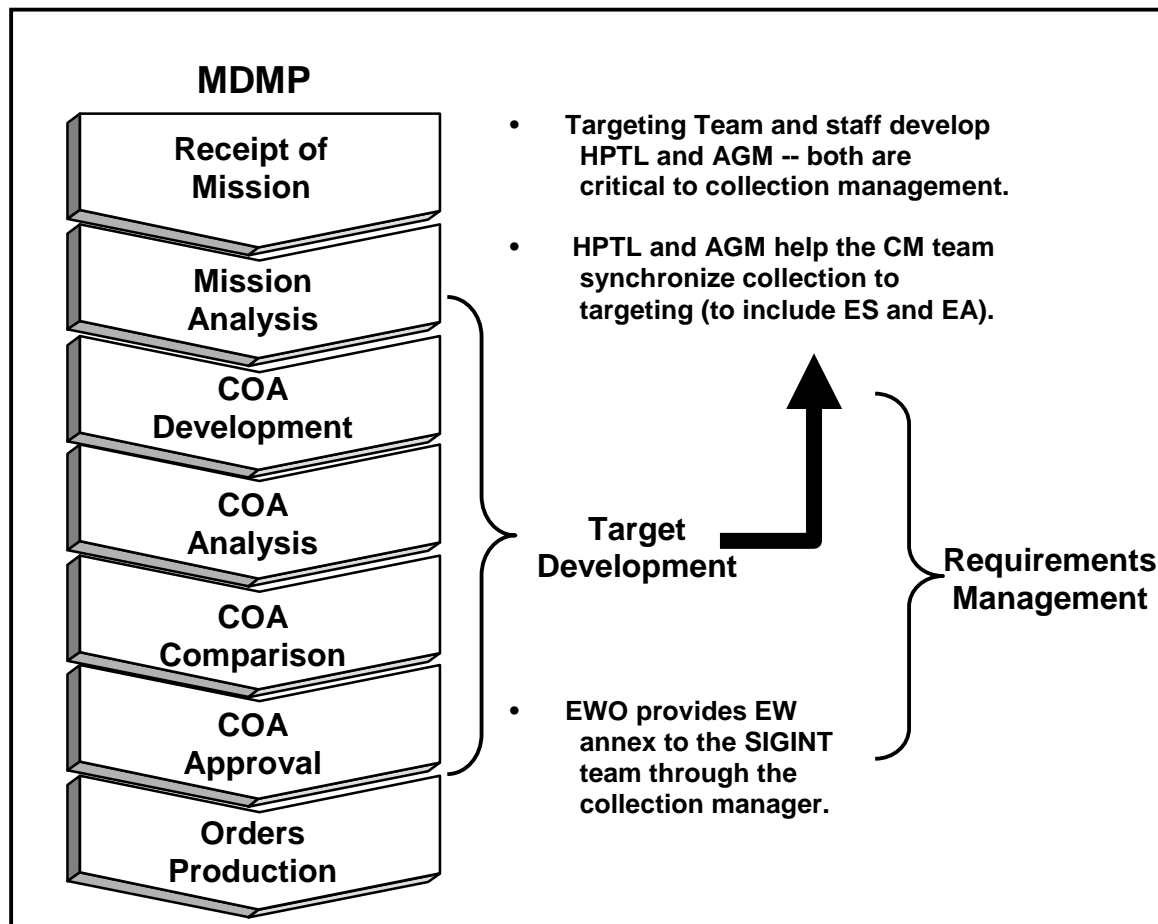 MDMP
Receipt of
Mission
Mission
Analysis
COA
Development
COA
Analysis
COA
Comparison
COA
Approval
Orders
Production
• Targeting Team and staff develop
HPTL and AGM -- both are
critical to collection management.
• HPTL and AGM help the CM team
synchronize collection to
targeting (to include ES and EA).
Target
Development
Requirements
Management
• EWO provides EW
annex to the SIGINT
team through the
collection manager.